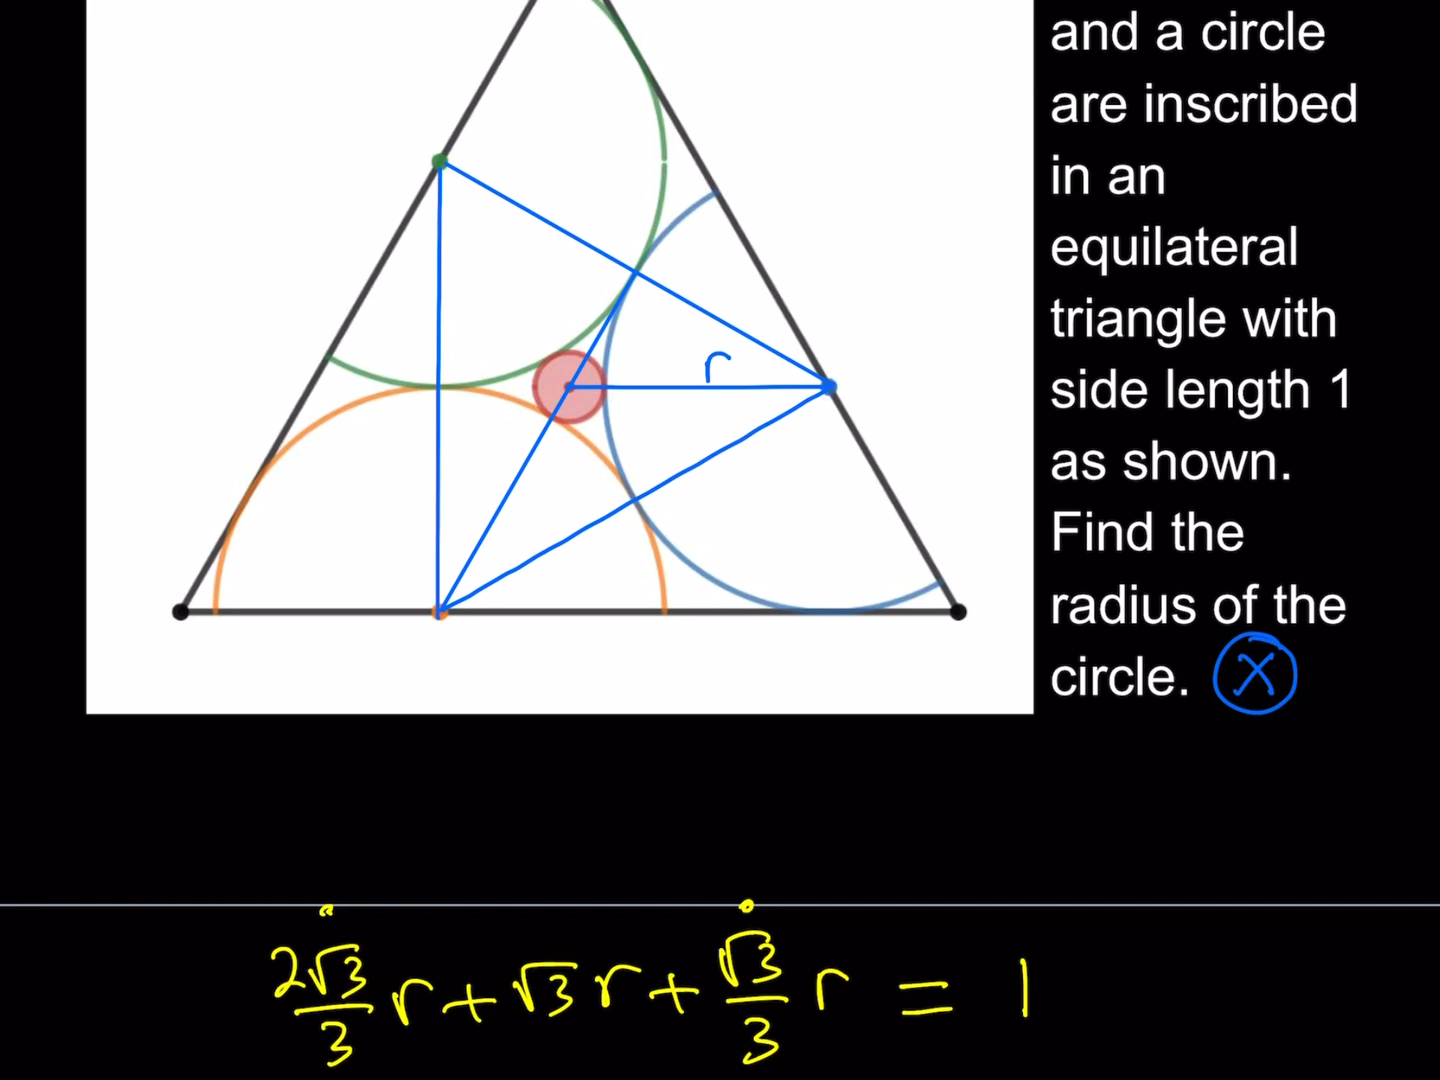 and a circle
are inscribed
in an
equilateral
triangle with
side length 1
as shown.
Find the
radius of the
circle. X
r
2√3/3 r + √3 r + √3/3 r = 1